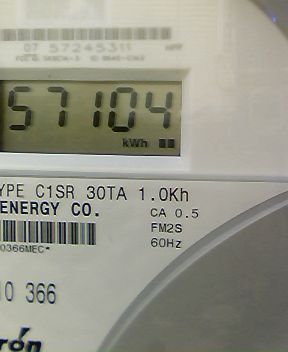 07 57245311
57104
kWh
YPE C1SR 30TA 1.0Kh
ENERGY CO.
CA 0.5
FM2S
60Hz
0366MEC*
10 366
rón